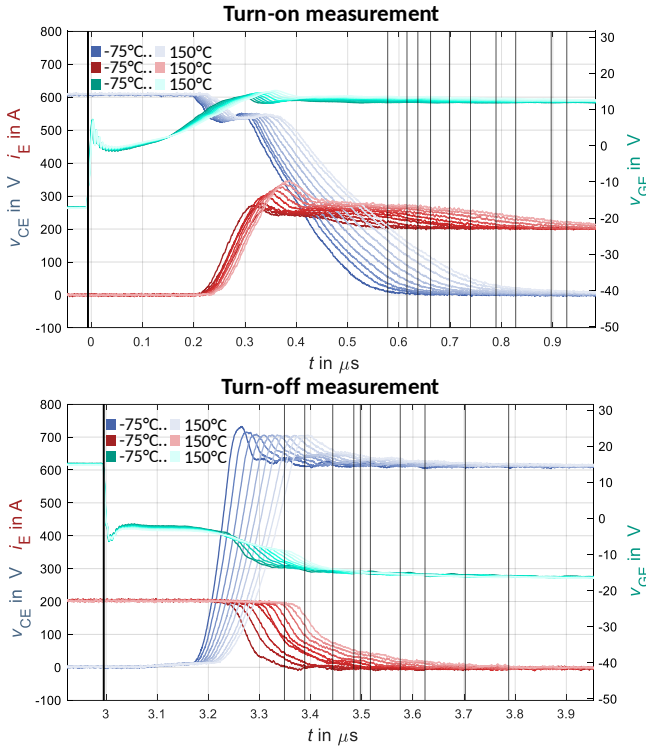 Turn-on measurement
800
700
600
500
400
300
200
100
0
-100
30
20
10
0
-10
-20
-30
-40
-50
-75°C.. 150°C
-75°C.. 150°C
-75°C.. 150°C
vCE in V iE in A
vGE in V
0 0.1 0.2 0.3 0.4 0.5 0.6 0.7 0.8 0.9
t in μs
Turn-off measurement
800
700
600
500
400
300
200
100
0
-100
30
20
10
0
-10
-20
-30
-40
-50
-75°C.. 150°C
-75°C.. 150°C
-75°C.. 150°C
vCE in V iE in A
vGE in V
3 3.1 3.2 3.3 3.4 3.5 3.6 3.7 3.8 3.9
t in μs